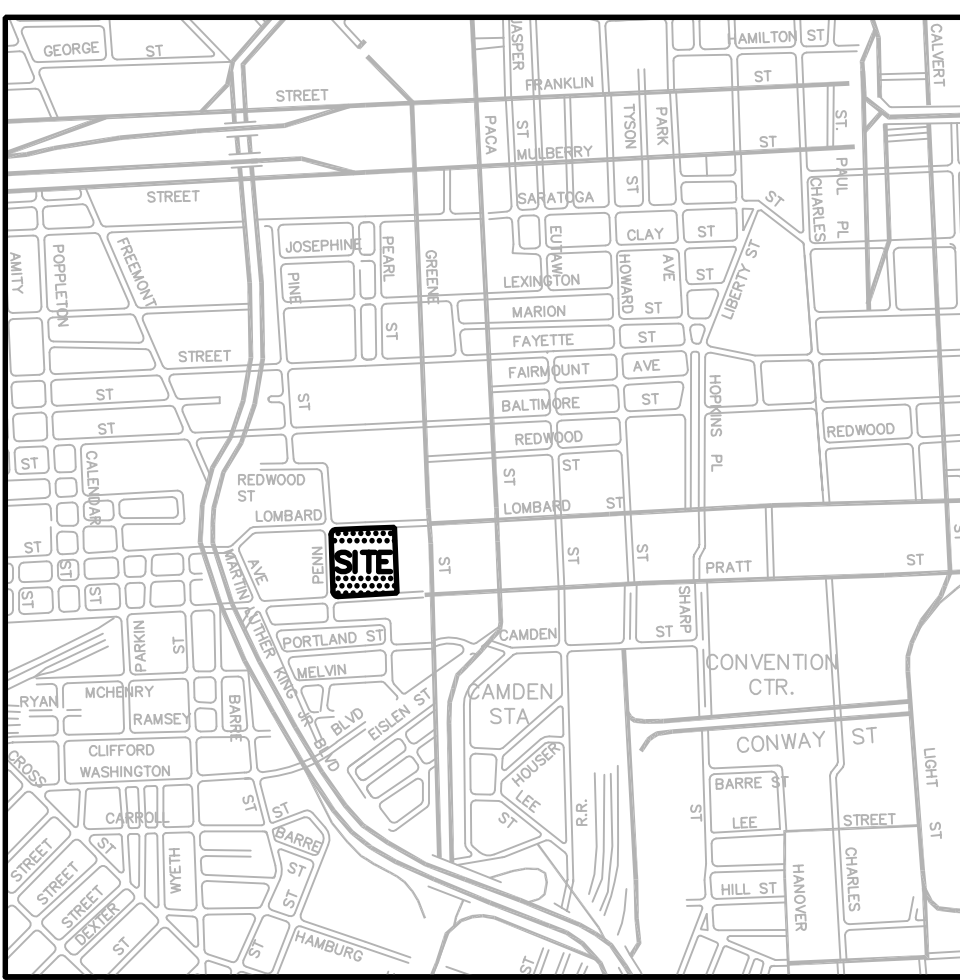 GEORGE ST
JASPER
HAMILTON ST
CALVERT
FRANKLIN ST
STREET
PACA
ST
TYSON
PARK
ST.
MULBERRY ST
ST
PAUL PL
STREET
SARATOGA ST
CHARLES
JOSEPHINE
PEARL
GREENE
EUTAW
CLAY ST
HOWARD
AVE
ST
LIBERTY ST
AMITY
POPPLETON
FREEMONT
PINE
LEXINGTON
MARION ST
ST
FAYETTE ST
STREET
FAIRMOUNT AVE
ST
ST
BALTIMORE ST
HOPKINS PL
ST
REDWOOD
REDWOOD
ST
CALENDAR
REDWOOD
ST
ST
ST
LOMBARD
LOMBARD ST
ST
ST
ST
ST
MARTIN LUTHER KING JR BLVD
AVE
PENN
SITE
ST
ST
ST
PRATT ST
ST
SHARP
PARKIN
ST
PORTLAND ST
CAMDEN ST
MELVIN
CONVENTION
CTR.
RYAN
MCHENRY
RAMSEY
BARRE
BLVD
EISLEN ST
CAMDEN
STA
CLIFFORD
WASHINGTON
CROSS
HOUSER
CONWAY ST
LIGHT
BARRE ST
CARROLL
ST
ST
LEE
ST
R.R.
ST
LEE
STREET
ST
STREET
ST
BARRE
ST
STREET
WYETH
ST
HILL ST
HANOVER
CHARLES
STREET
DEXTER
ST
ST
HAMBURG
ST